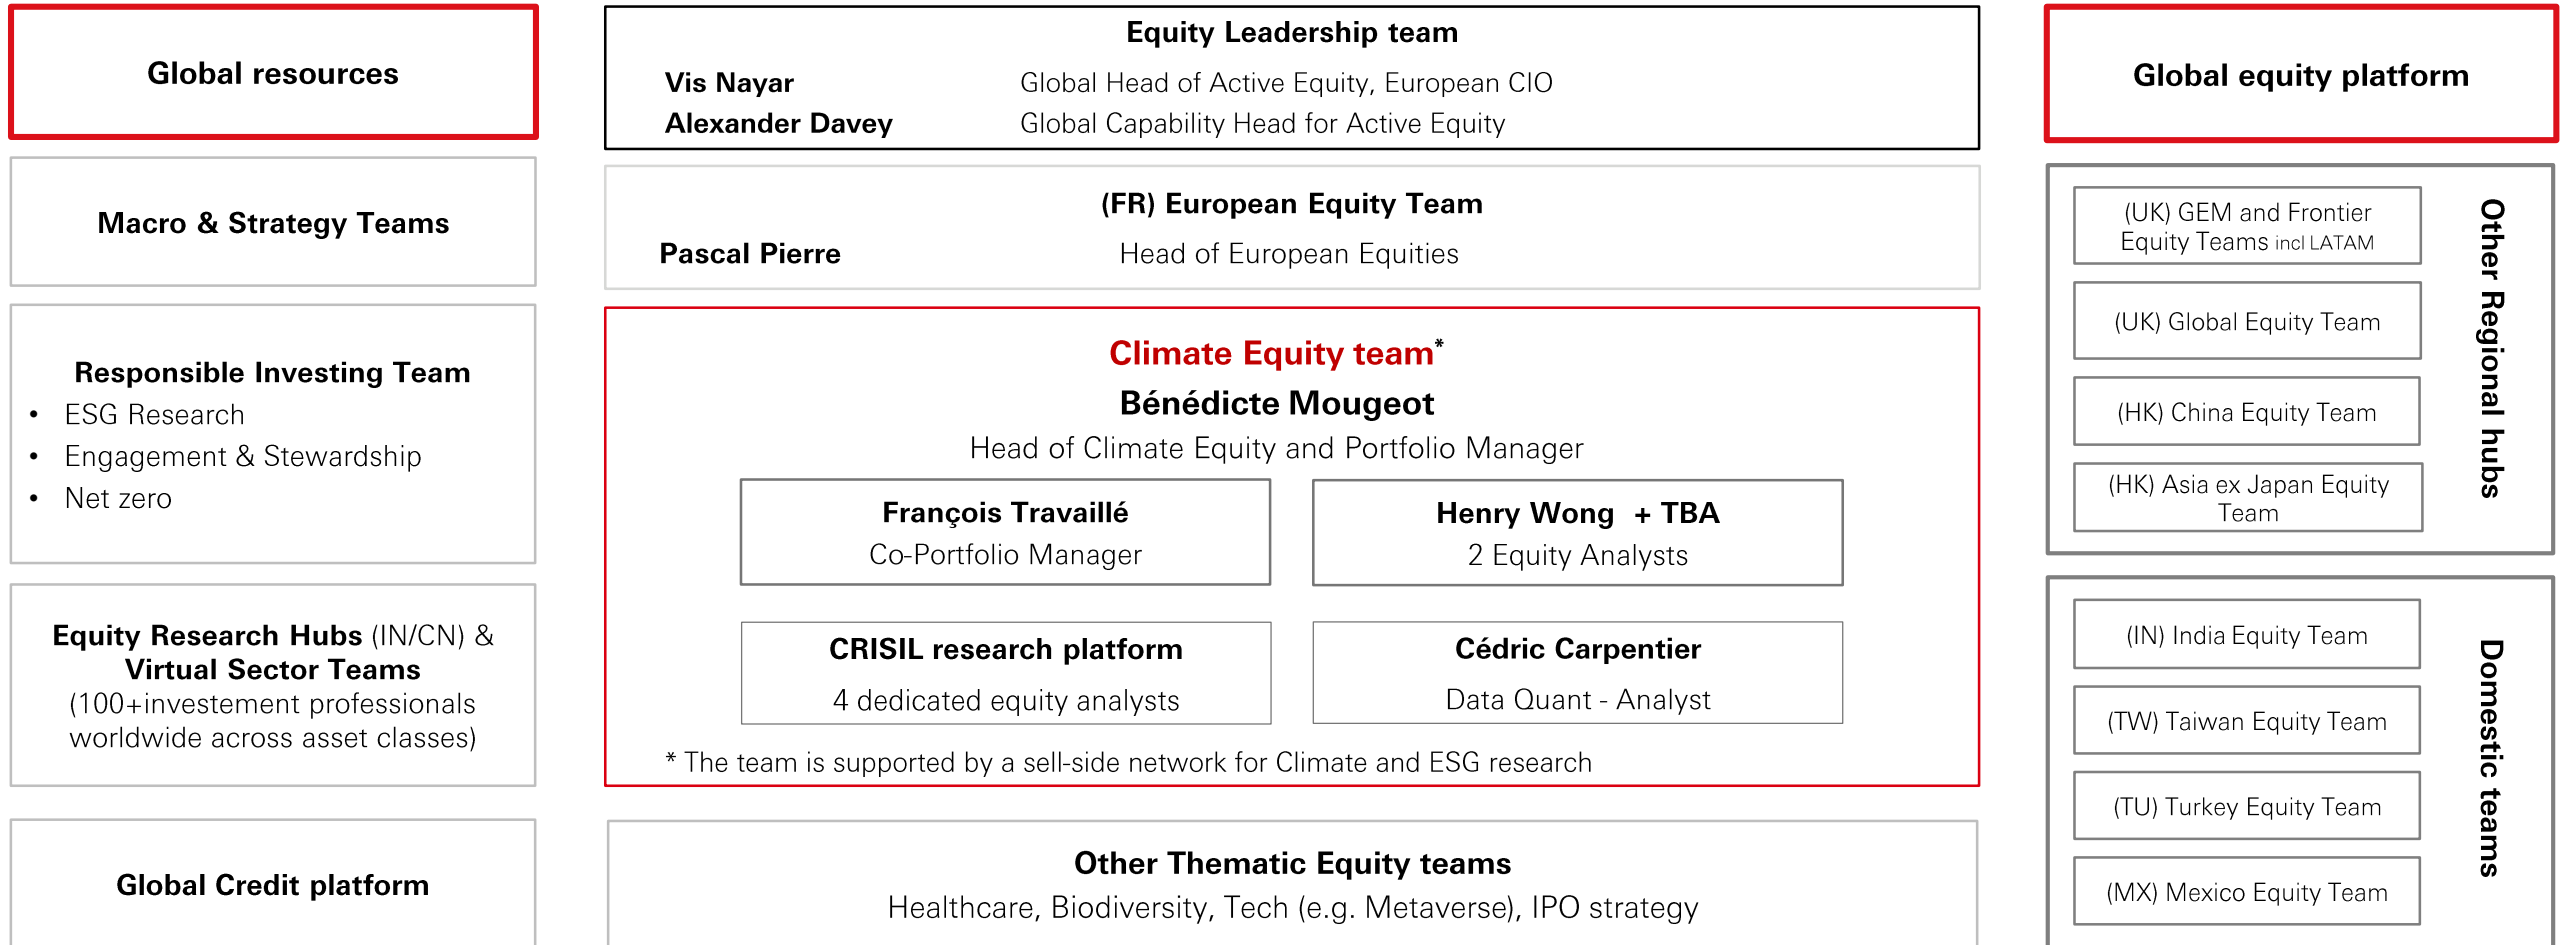 Global resources
Macro & Strategy Teams
Responsible Investing Team
• ESG Research
• Engagement & Stewardship
• Net zero
Equity Research Hubs (IN/CN) &
Virtual Sector Teams
(100+investement professionals
worldwide across asset classes)
Global Credit platform
Equity Leadership team
Vis Nayar Global Head of Active Equity, European CIO
Alexander Davey Global Capability Head for Active Equity
(FR) European Equity Team
Pascal Pierre Head of European Equities
Climate Equity team*
Bénédicte Mougeot
Head of Climate Equity and Portfolio Manager
François Travaillé
Co-Portfolio Manager
Henry Wong + TBA
2 Equity Analysts
CRISIL research platform
4 dedicated equity analysts
Cédric Carpentier
Data Quant - Analyst
* The team is supported by a sell-side network for Climate and ESG research
Other Thematic Equity teams
Healthcare, Biodiversity, Tech (e.g. Metaverse), IPO strategy
Global equity platform
(UK) GEM and Frontier
Equity Teams incl LATAM
(UK) Global Equity Team
(HK) China Equity Team
(HK) Asia ex Japan Equity
Team
Other Regional hubs
(IN) India Equity Team
(TW) Taiwan Equity Team
(TU) Turkey Equity Team
(MX) Mexico Equity Team
Domestic teams